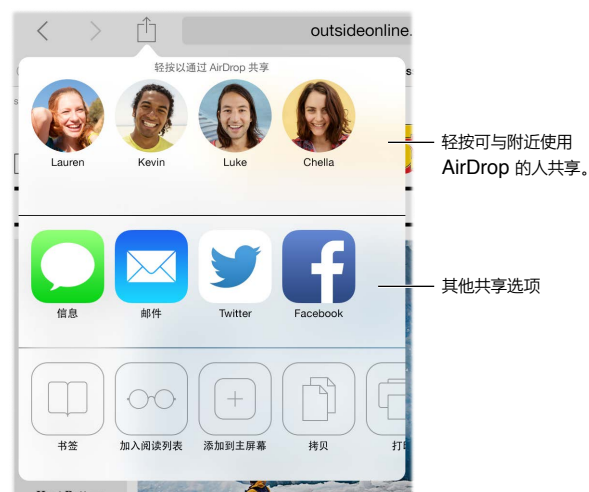 outsideonline.
轻按以通过 AirDrop 共享
Lauren
Kevin
Luke
Chella
轻按可与附近使用
AirDrop 的人共享。
信息
邮件
Twitter
Facebook
其他共享选项
书签
加入阅读列表
添加到主屏幕
拷贝
打印